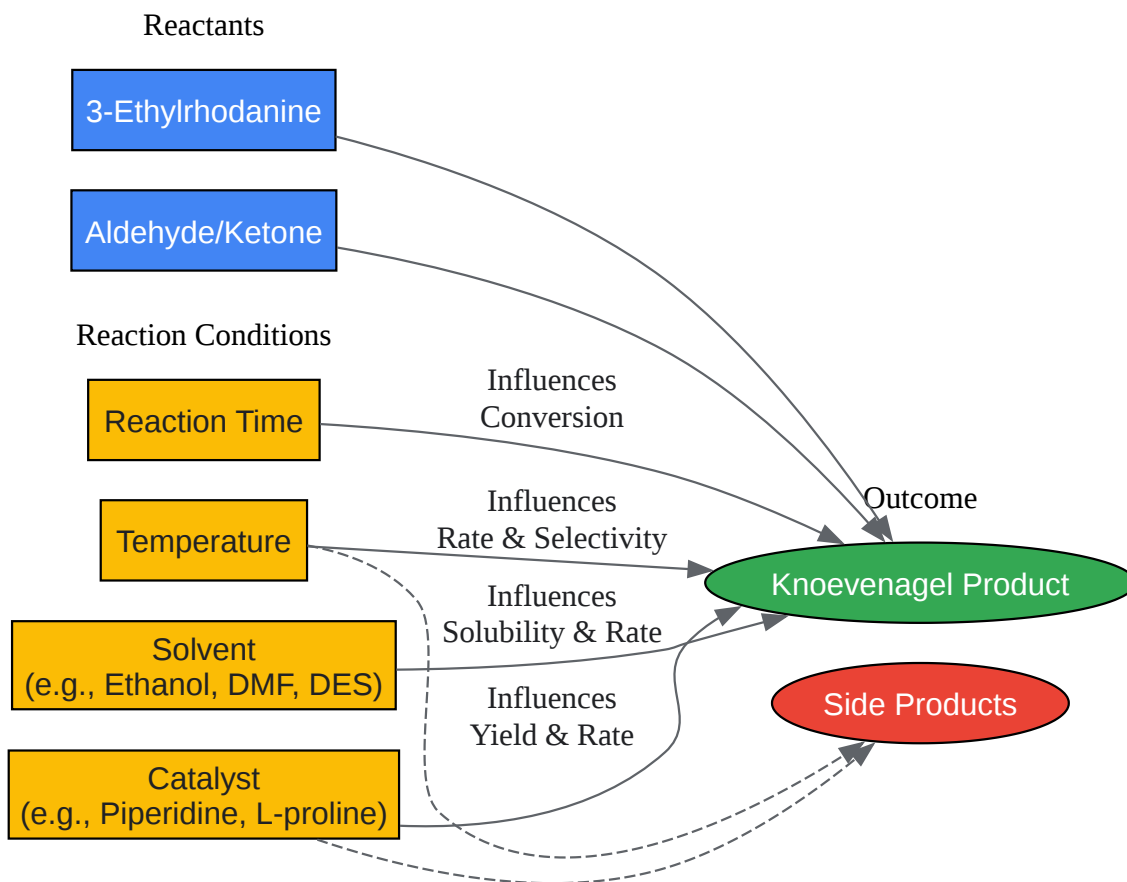 Reactants
3-Ethylrhodanine
Aldehyde/Ketone
Reaction Conditions
Reaction Time
Influences
Conversion
Temperature
Influences
Rate & Selectivity
Outcome
Knoevenagel Product
Solvent
(e.g., Ethanol, DMF, DES)
Influences
Solubility & Rate
Side Products
Catalyst
(e.g., Piperidine, L-proline)
Influences
Yield & Rate